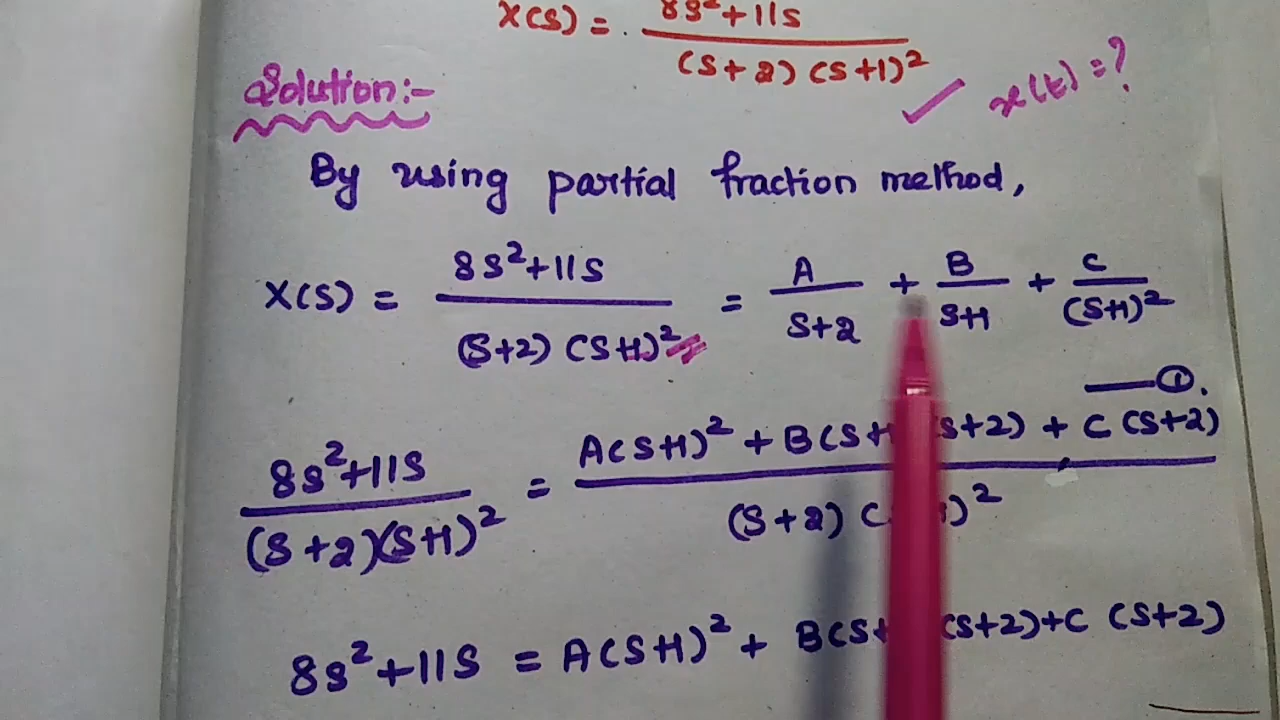 X(S) = 8S²+11S / (S+2) (S+1)²
Solution:-
x(t) = ?
By using partial fraction method,
X(S) = 8S²+11S / (S+2) (S+1)² = A / S+2 + B / S+1 + C / (S+1)²
①.
8S²+11S / (S+2)(S+1)² = A(S+1)² + B(S+ S+2) + C (S+2) / (S+2) ( )²
8S²+11S = A(S+1)² + B(S+ (S+2)+C (S+2)